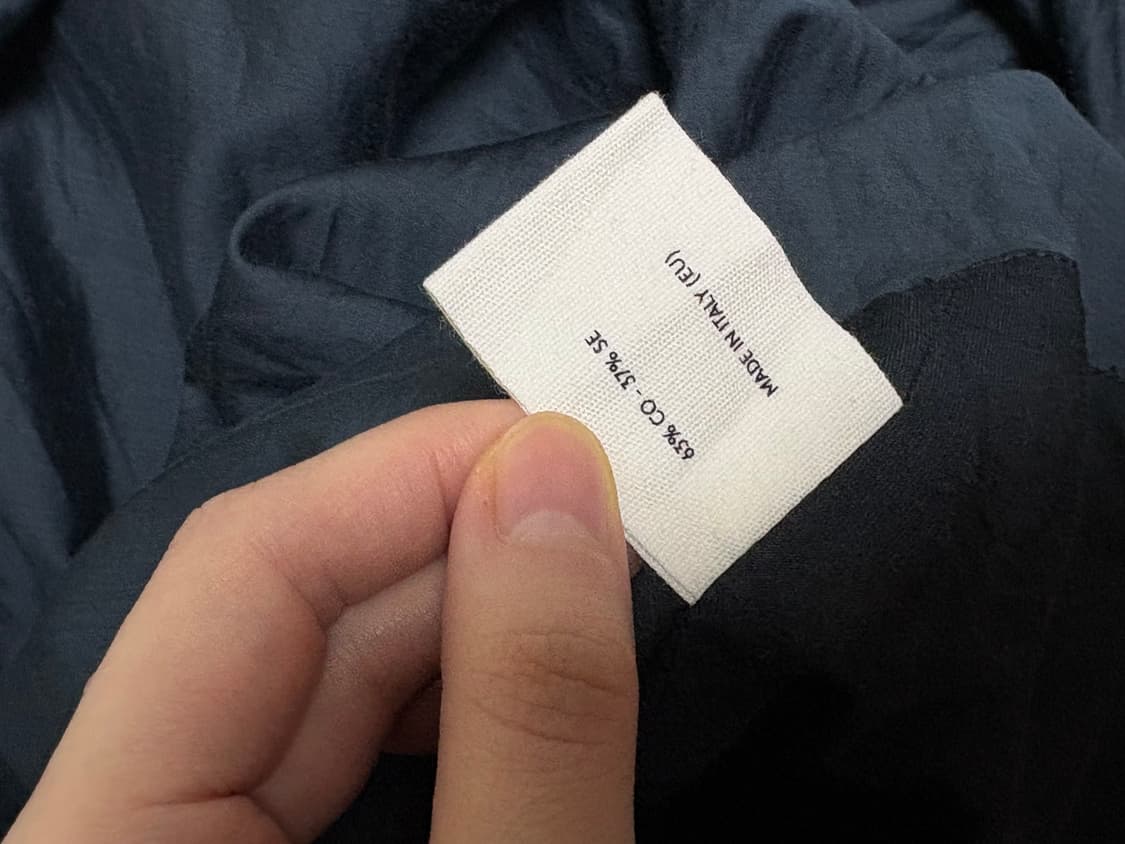 63% CO - 37% SE
MADE IN ITALY (EU)